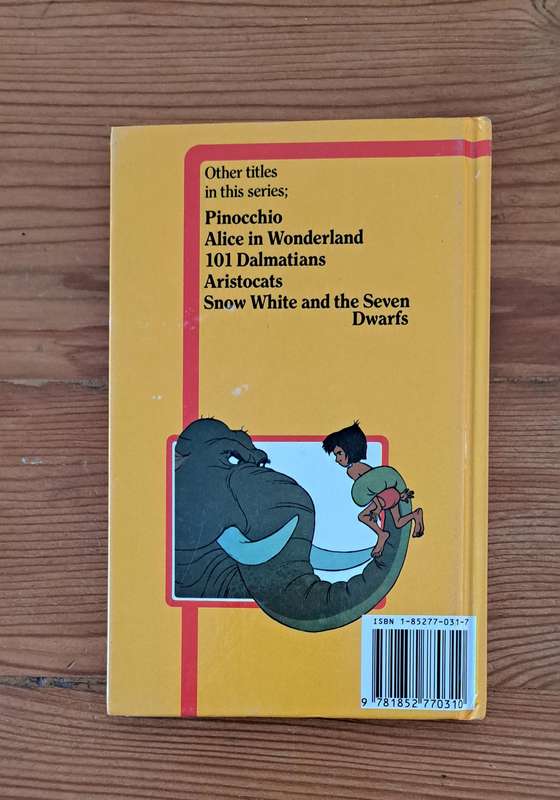 Other titles
in this series;
Pinocchio
Alice in Wonderland
101 Dalmatians
Aristocats
Snow White and the Seven
Dwarfs
ISBN 1-85277-031-7
9 781852 770310